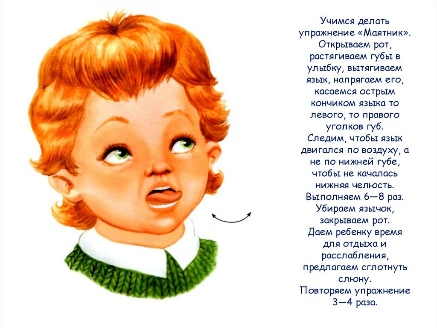 Учимся делать
упражнение «Маятник».
Открываем рот,
растягиваем губы в
улыбку, вытягиваем
язык, напрягаем его,
касаемся острым
кончиком языка то
левого, то правого
уголков губ.
Следим, чтобы язык
двигался по воздуху, а
не по нижней губе,
чтобы не качалась
нижняя челюсть.
Выполняем 6—8 раз.
Убираем язычок,
закрываем рот.
Даем ребенку время
для отдыха и
расслабления,
предлагаем сглотнуть
слюну.
Повторяем упражнение
3—4 раза.